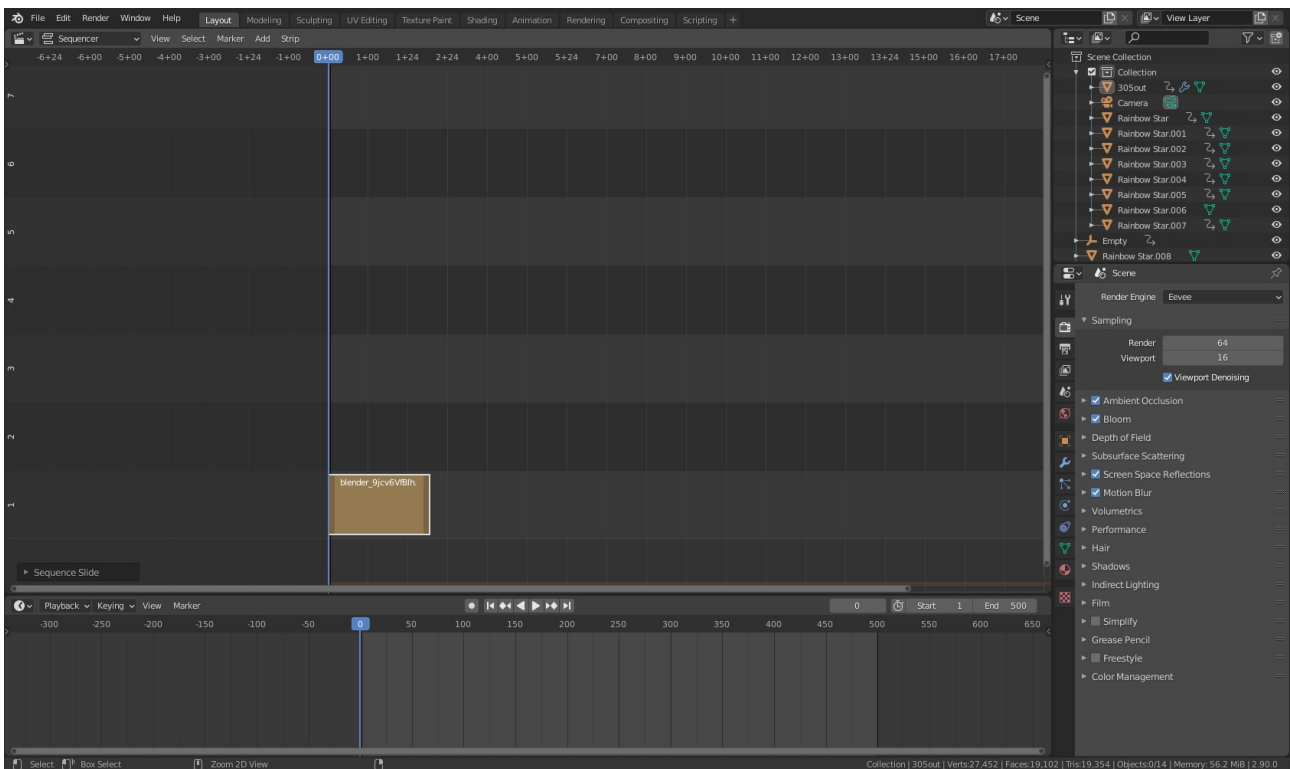 File Edit Render Window Help Layout Modeling Sculpting UV Editing Texture Paint Shading Animation Rendering Compositing Scripting + Scene View Layer
Sequencer View Select Marker Add Strip
-6+24 -6+00 -5+00 -4+00 -3+00 -1+24 -1+00 0+00 1+00 1+24 2+24 4+00 5+00 5+24 7+00 8+00 9+00 10+00 11+00 12+00 13+00 13+24 15+00 16+00 17+00
7
6
5
4
3
2
1
blender_9jcv6VfBlh.
Sequence Slide
Scene Collection
Collection
305out
Camera
Rainbow Star
Rainbow Star.001
Rainbow Star.002
Rainbow Star.003
Rainbow Star.004
Rainbow Star.005
Rainbow Star.006
Rainbow Star.007
Empty
Rainbow Star.008
Scene
Render Engine Eevee
Sampling
Render 64
Viewport 16
Viewport Denoising
Ambient Occlusion
Bloom
Depth of Field
Subsurface Scattering
Screen Space Reflections
Motion Blur
Volumetrics
Performance
Hair
Shadows
Indirect Lighting
Film
Simplify
Grease Pencil
Freestyle
Color Management
Playback Keying View Marker 0 Start 1 End 500
-300 -250 -200 -150 -100 -50 0 50 100 150 200 250 300 350 400 450 500 550 600 650
Select Box Select Zoom 2D View Collection | 305out | Verts:27,452 | Faces:19,102 | Tris:19,354 | Objects:0/14 | Memory: 56.2 MiB | 2.90.0